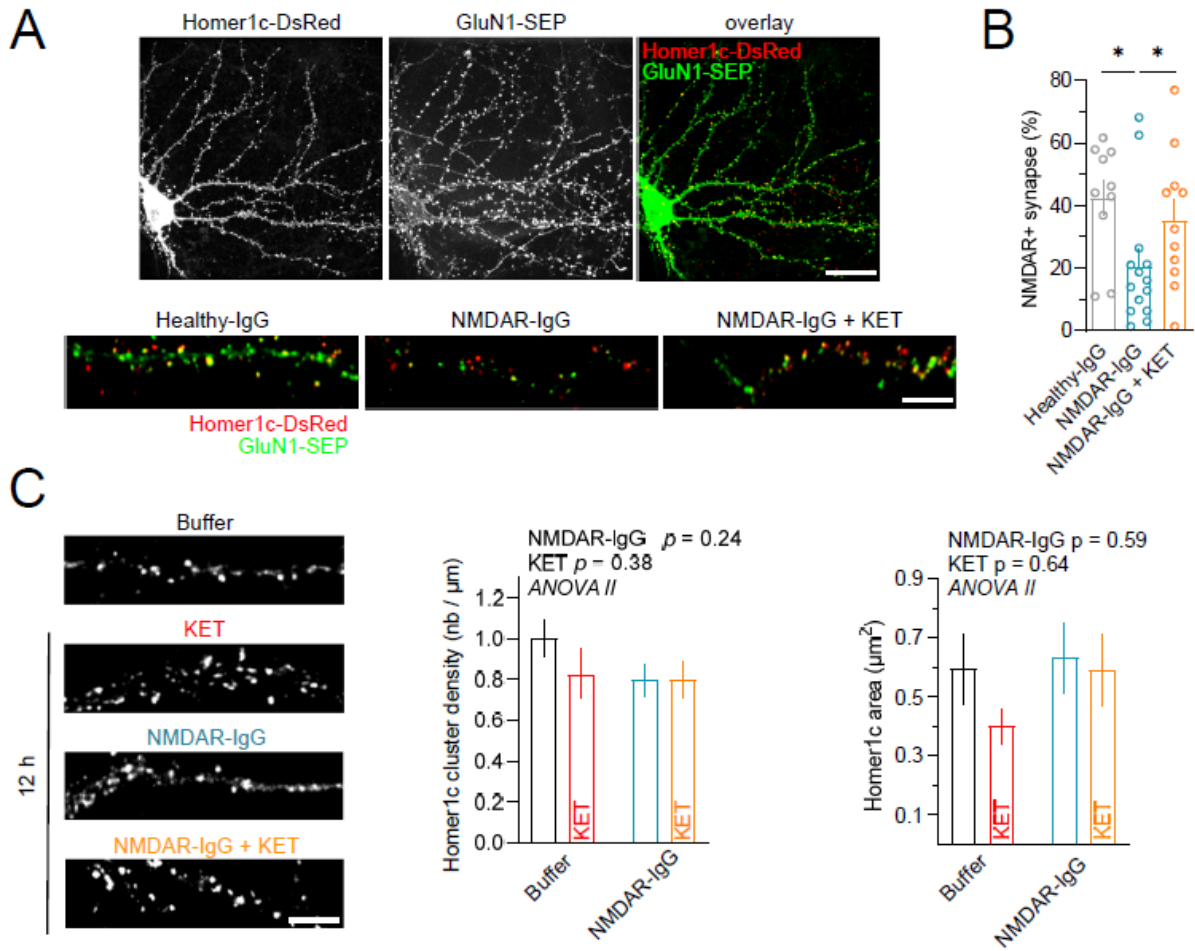 A
Homer1c-DsRed
GluN1-SEP
overlay
Homer1c-DsRed
GluN1-SEP
Healthy-IgG
NMDAR-IgG
NMDAR-IgG + KET
Homer1c-DsRed
GluN1-SEP
B
* *
NMDAR+ synapse (%)
80
60
40
20
0
Healthy-IgG
NMDAR-IgG
NMDAR-IgG + KET
C
Buffer
KET
NMDAR-IgG
NMDAR-IgG + KET
12 h
NMDAR-IgG p = 0.24
KET p = 0.38
ANOVA II
Homer1c cluster density (nb / µm)
1.2
1.0
0.8
0.6
0.4
0.2
0.0
KET
KET
Buffer
NMDAR-IgG
NMDAR-IgG p = 0.59
KET p = 0.64
ANOVA II
Homer1c area (µm²)
0.9
0.7
0.5
0.3
0.1
KET
KET
Buffer
NMDAR-IgG